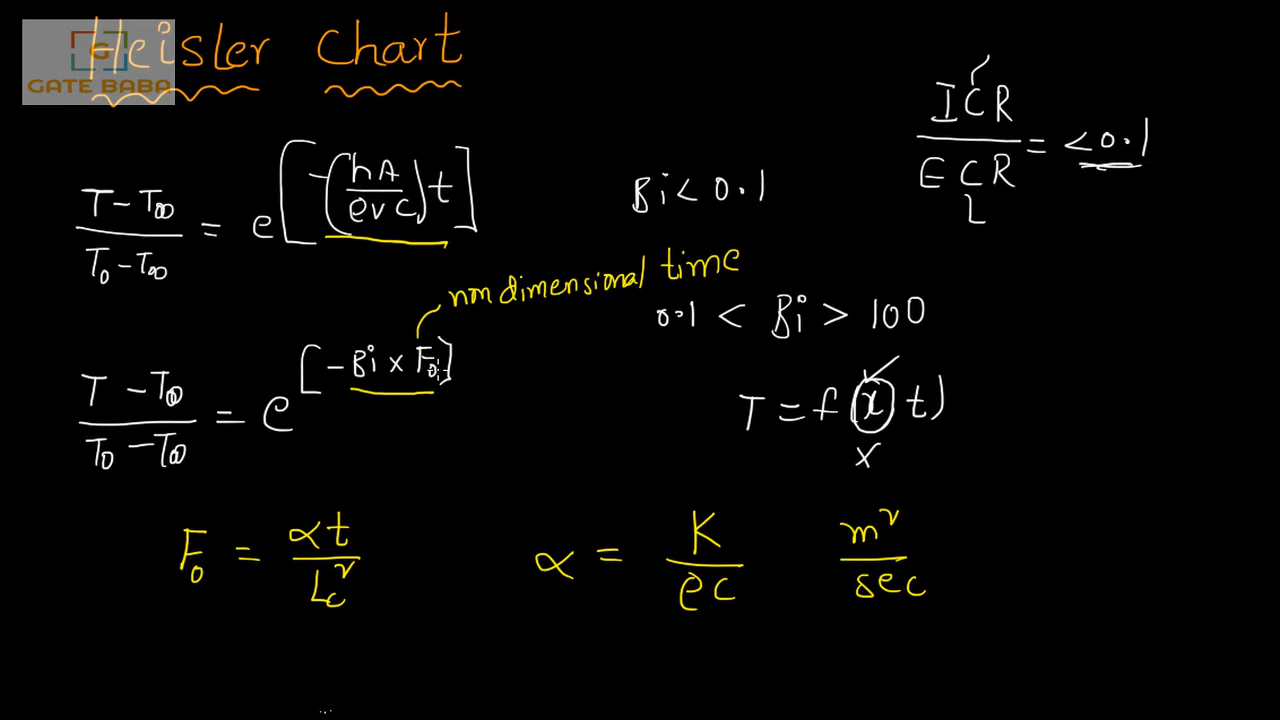 Heisler Chart
GATE BABA
ICR / ECR = <0.1
L
T-T∞ / T₀-T∞ = e[-(hA/ρvc)t]
Bi<0.1
non dimensional time
0.1 < Bi > 100
T-T∞ / T₀-T∞ = e[-Bi×F₀]
T = f(x t)
x
F₀ = αt / Lc²
α = K / ρc
m² / sec